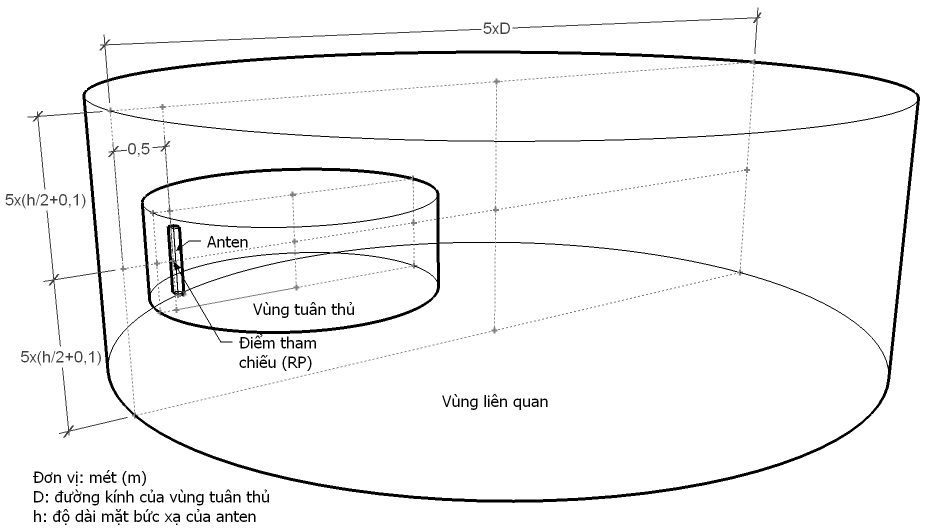 5xD
0,5
5x(h/2+0,1)
Anten
Vùng tuân thủ
Điểm tham
chiếu (RP)
5x(h/2+0,1)
Vùng liên quan
Đơn vị: mét (m)
D: đường kính của vùng tuân thủ
h: độ dài mặt bức xạ của anten